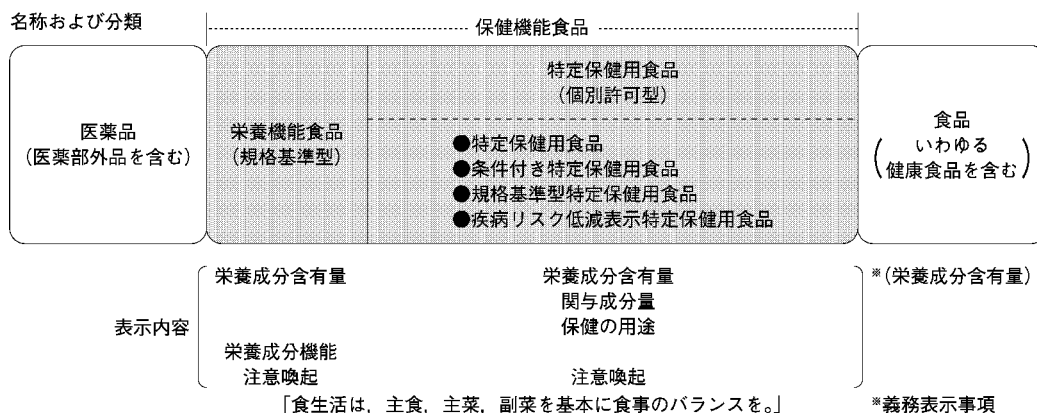 名称および分類
保健機能食品
医薬品
（医薬部外品を含む）
栄養機能食品
（規格基準型）
特定保健用食品
（個別許可型）
●特定保健用食品
●条件付き特定保健用食品
●規格基準型特定保健用食品
●疾病リスク低減表示特定保健用食品
食品
（いわゆる
健康食品を含む）
表示内容
栄養成分含有量
栄養成分機能
注意喚起
栄養成分含有量
関与成分量
保健の用途
注意喚起
※（栄養成分含有量）
「食生活は，主食，主菜，副菜を基本に食事のバランスを。」
※義務表示事項